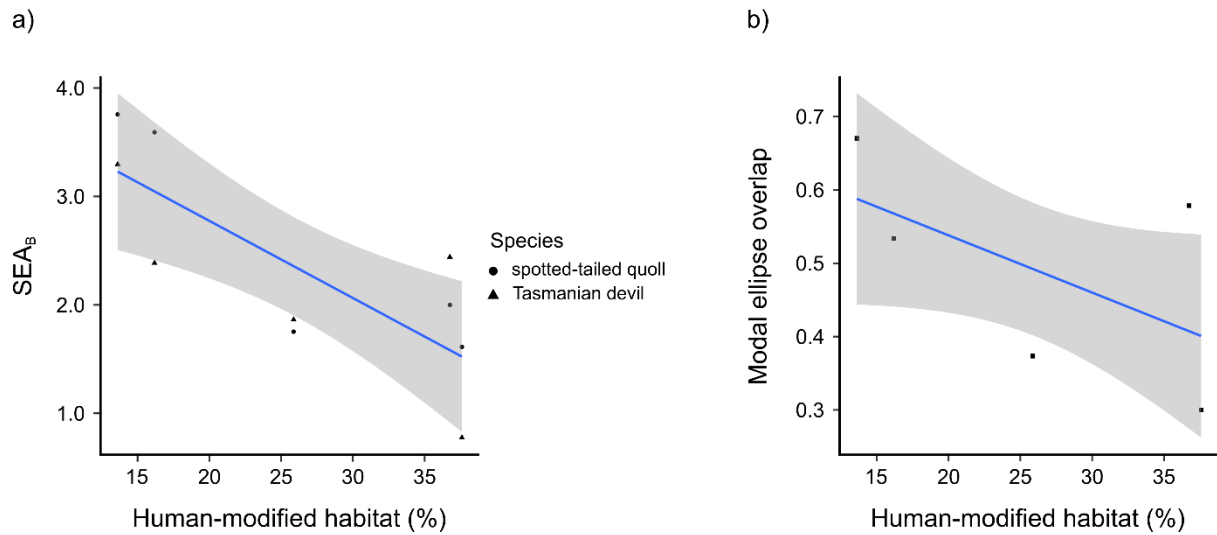 a)
4.0
3.0
2.0
1.0
SEA_B
15 20 25 30 35
Human-modified habitat (%)
Species
spotted-tailed quoll
Tasmanian devil
b)
0.7
0.6
0.5
0.4
0.3
Modal ellipse overlap
15 20 25 30 35
Human-modified habitat (%)